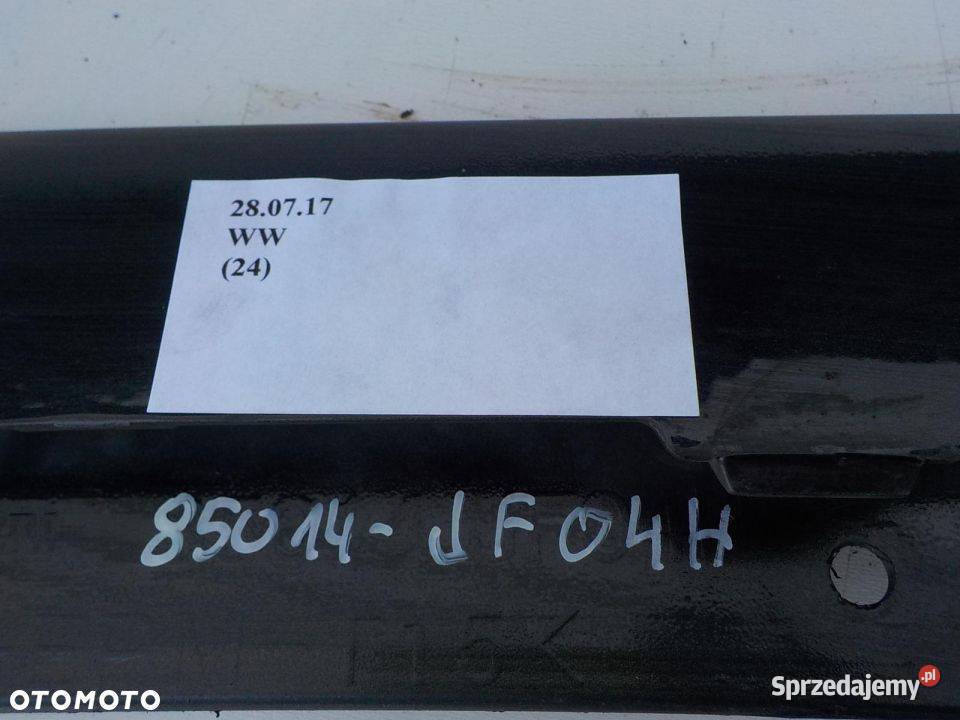 28.07.17
WW
(24)
85014-JF04H
OTOMOTO
Sprzedajemy.pl